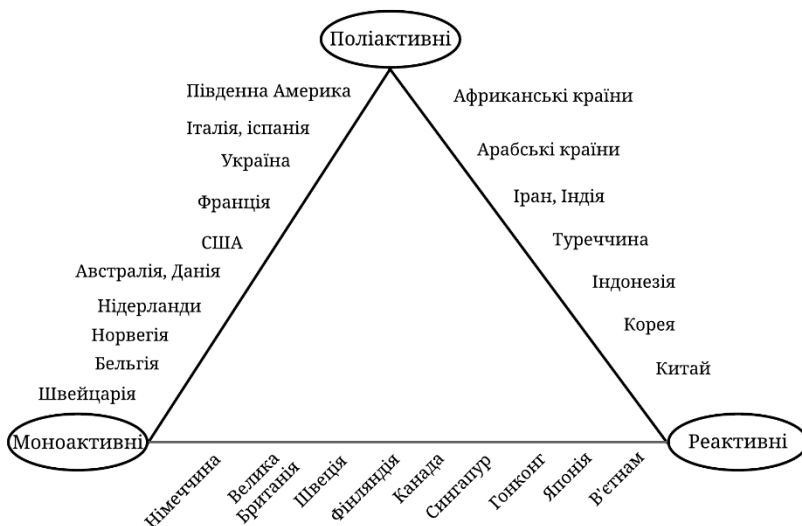 Поліактивні
Південна Америка
Італія, іспанія
Україна
Франція
США
Австралія, Данія
Нідерланди
Норвегія
Бельгія
Швейцарія
Моноактивні
Африканські країни
Арабські країни
Іран, Індія
Туреччина
Індонезія
Корея
Китай
Реактивні
Німеччина
Велика
Британія
Швеція
Фінляндія
Канада
Сингапур
Гонконг
Японія
В'єтнам